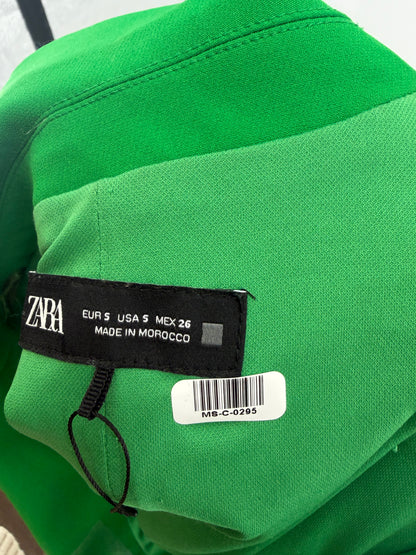 ZARA
EUR S USA S MEX 26
MADE IN MOROCCO
MS-C-0295